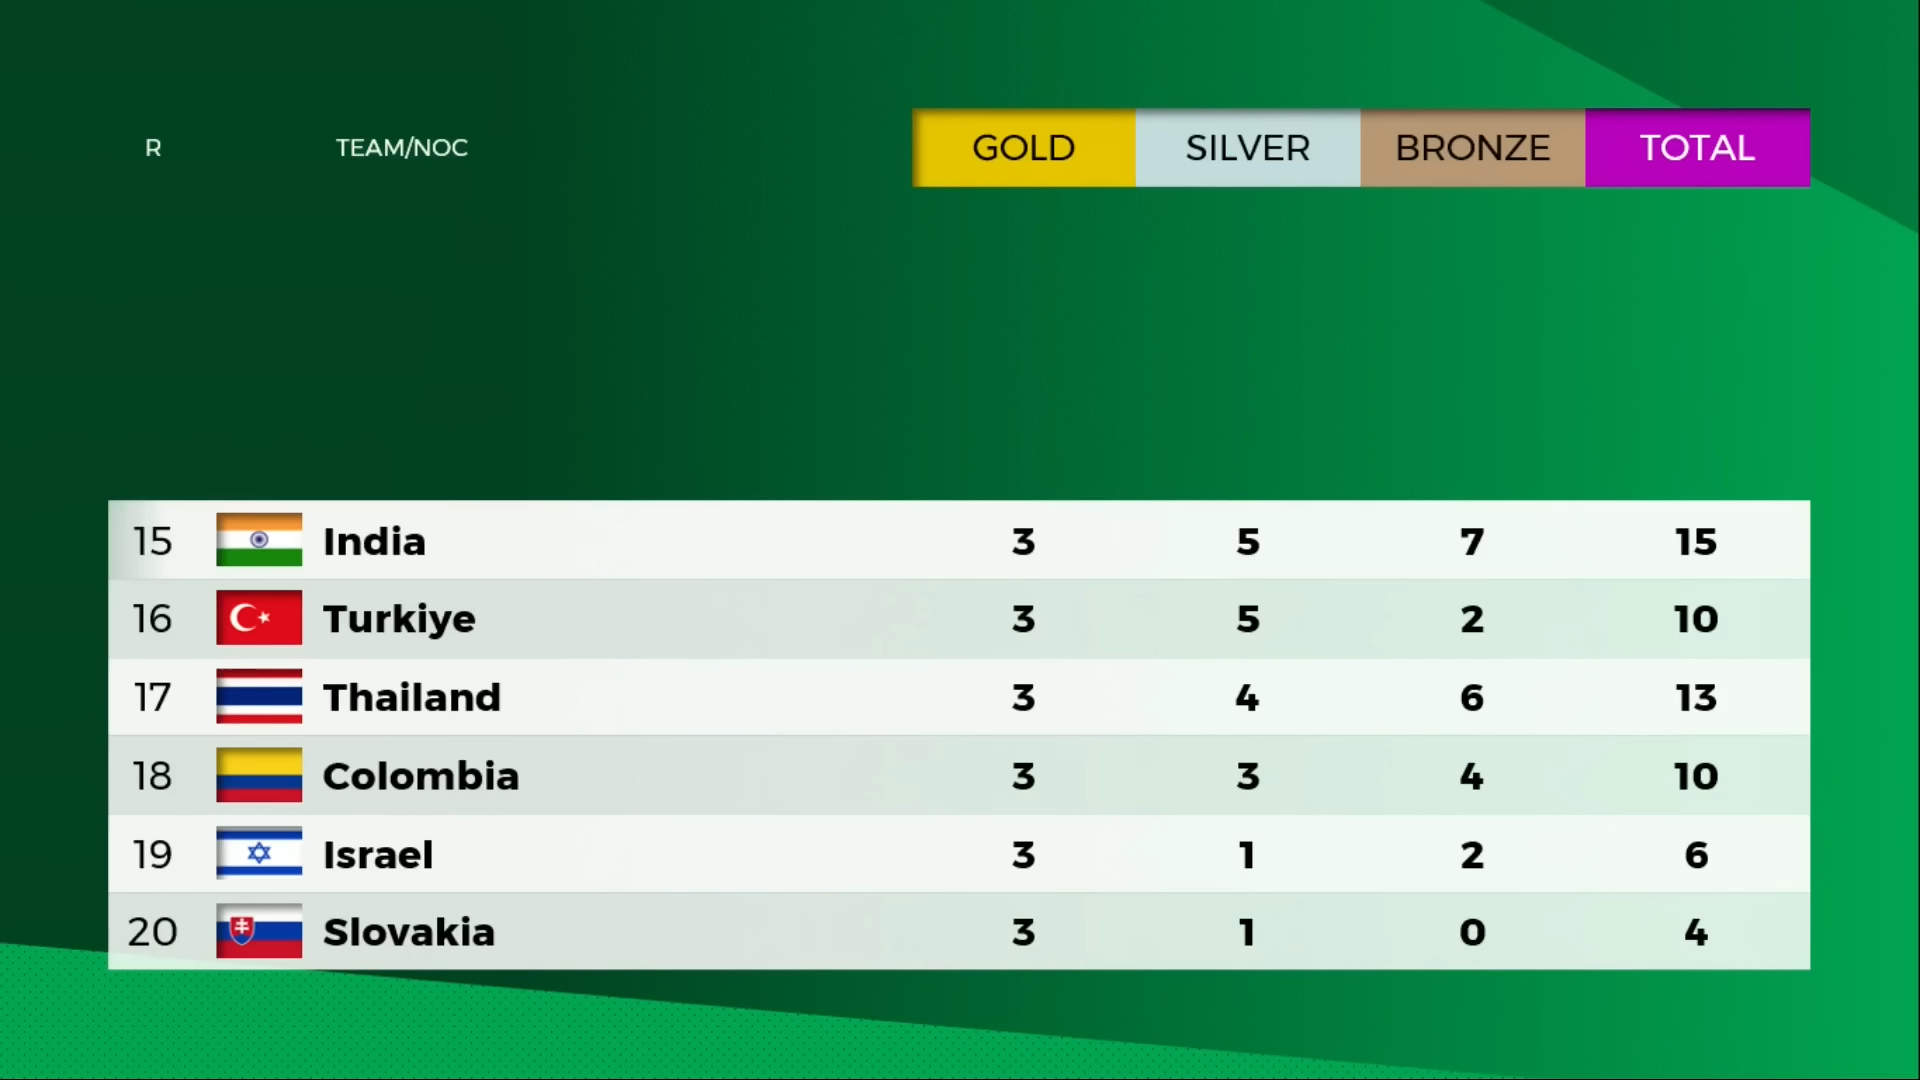 R TEAM/NOC GOLD SILVER BRONZE TOTAL
15 India 3 5 7 15
16 Turkiye 3 5 2 10
17 Thailand 3 4 6 13
18 Colombia 3 3 4 10
19 Israel 3 1 2 6
20 Slovakia 3 1 0 4